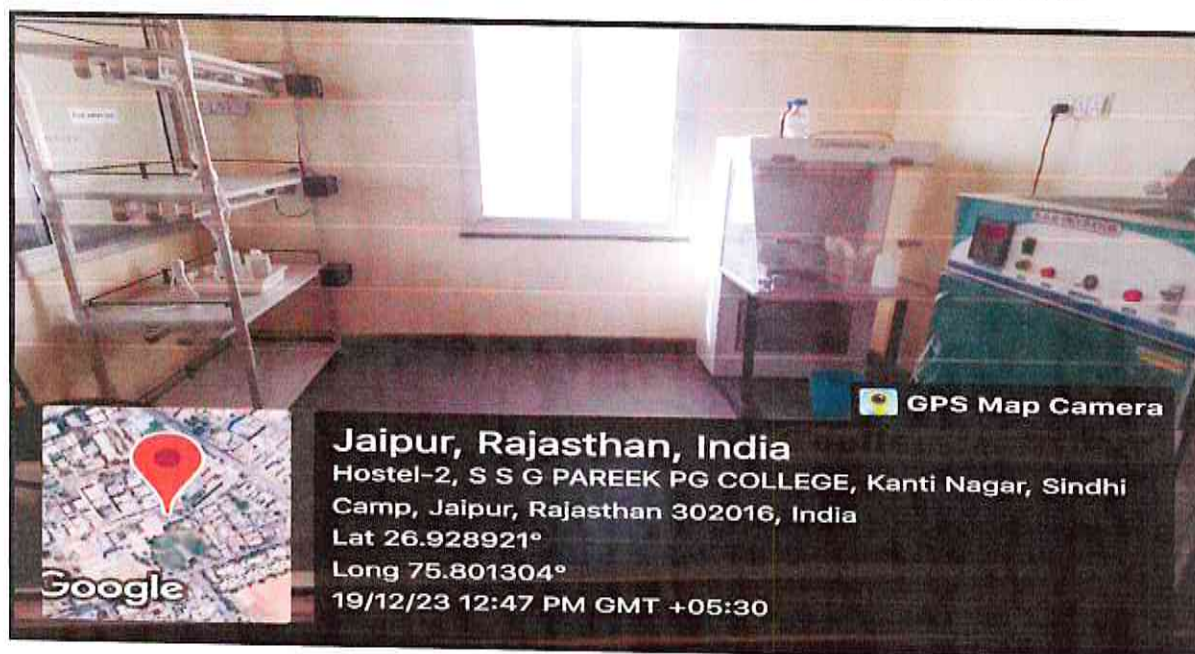 GPS Map Camera
Jaipur, Rajasthan, India
Hostel-2, S S G PAREEK PG COLLEGE, Kanti Nagar, Sindhi
Camp, Jaipur, Rajasthan 302016, India
Lat 26.928921°
Long 75.801304°
19/12/23 12:47 PM GMT +05:30
Google